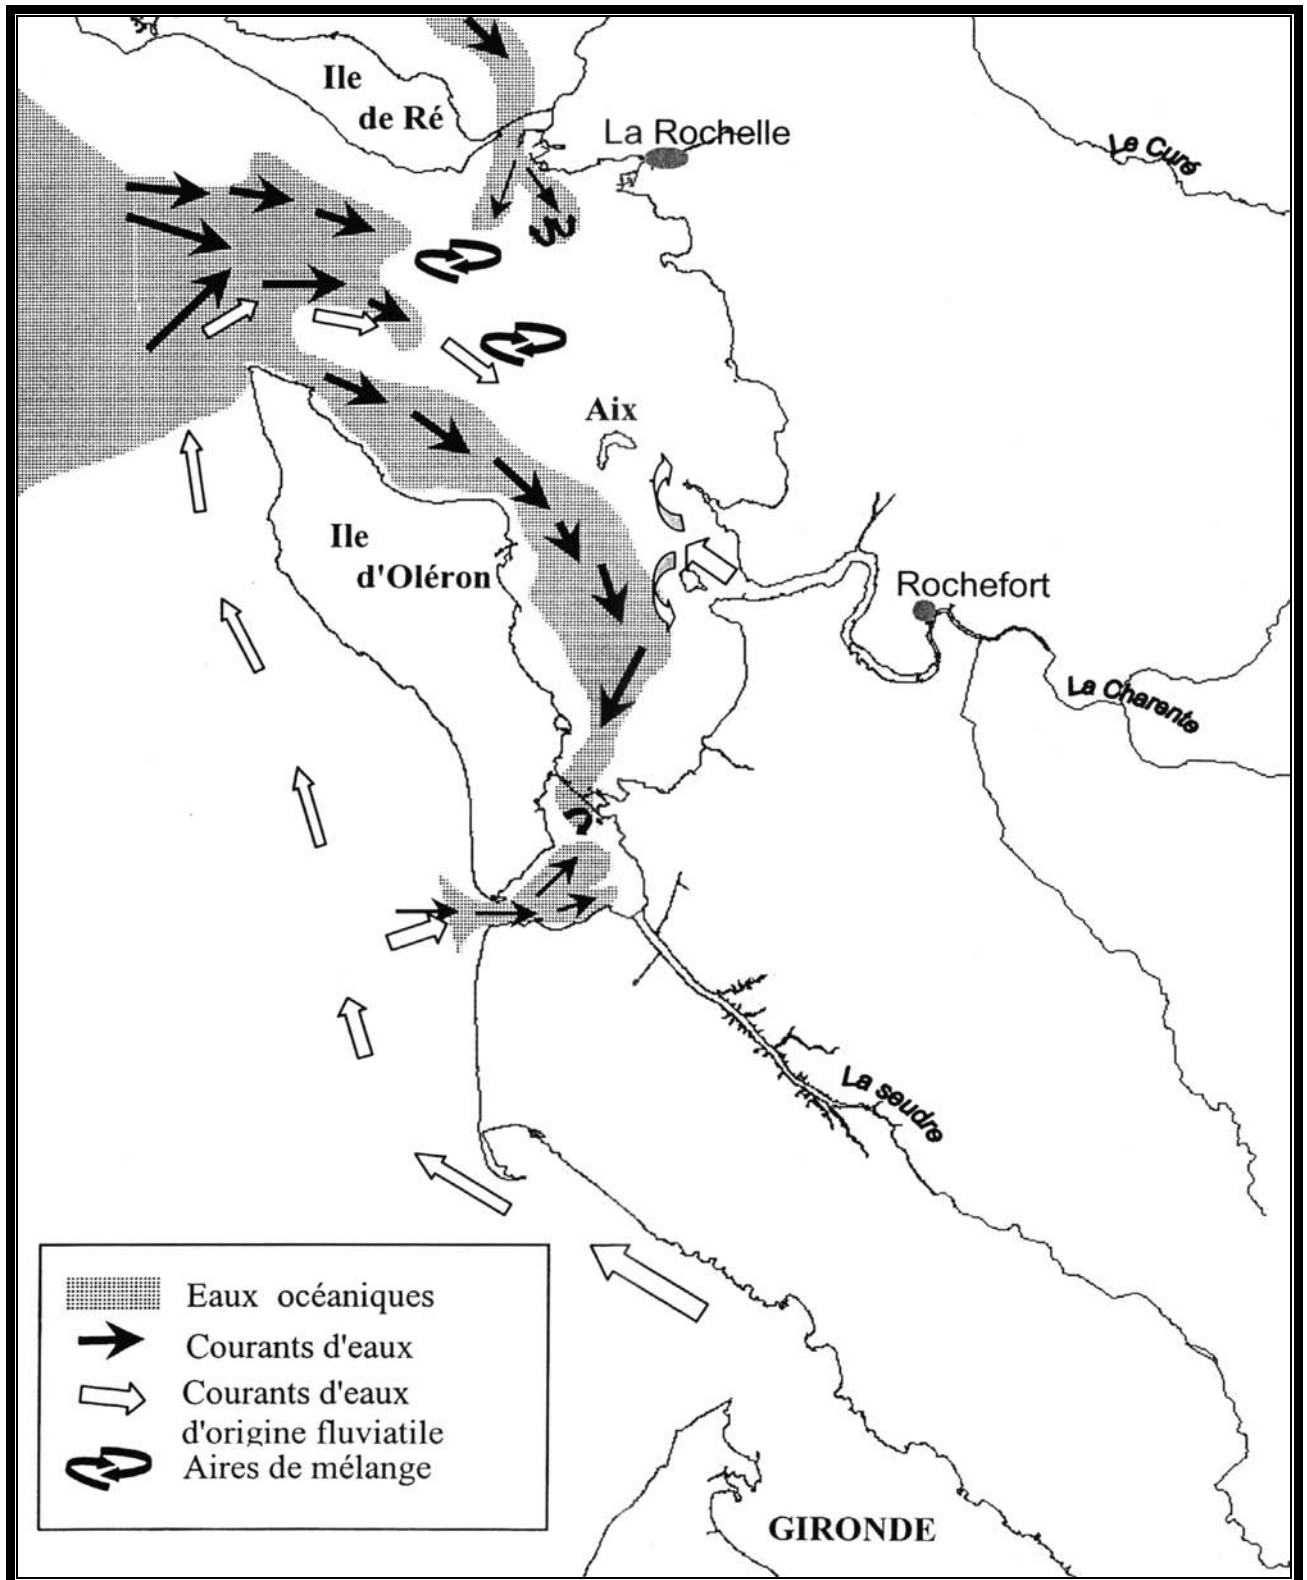 Ile
de Ré
La Rochelle
Le Curé
Aix
Ile
d'Oléron
Rochefort
La Charente
La seudre
Eaux océaniques
Courants d'eaux
Courants d'eaux
d'origine fluviatile
Aires de mélange
GIRONDE